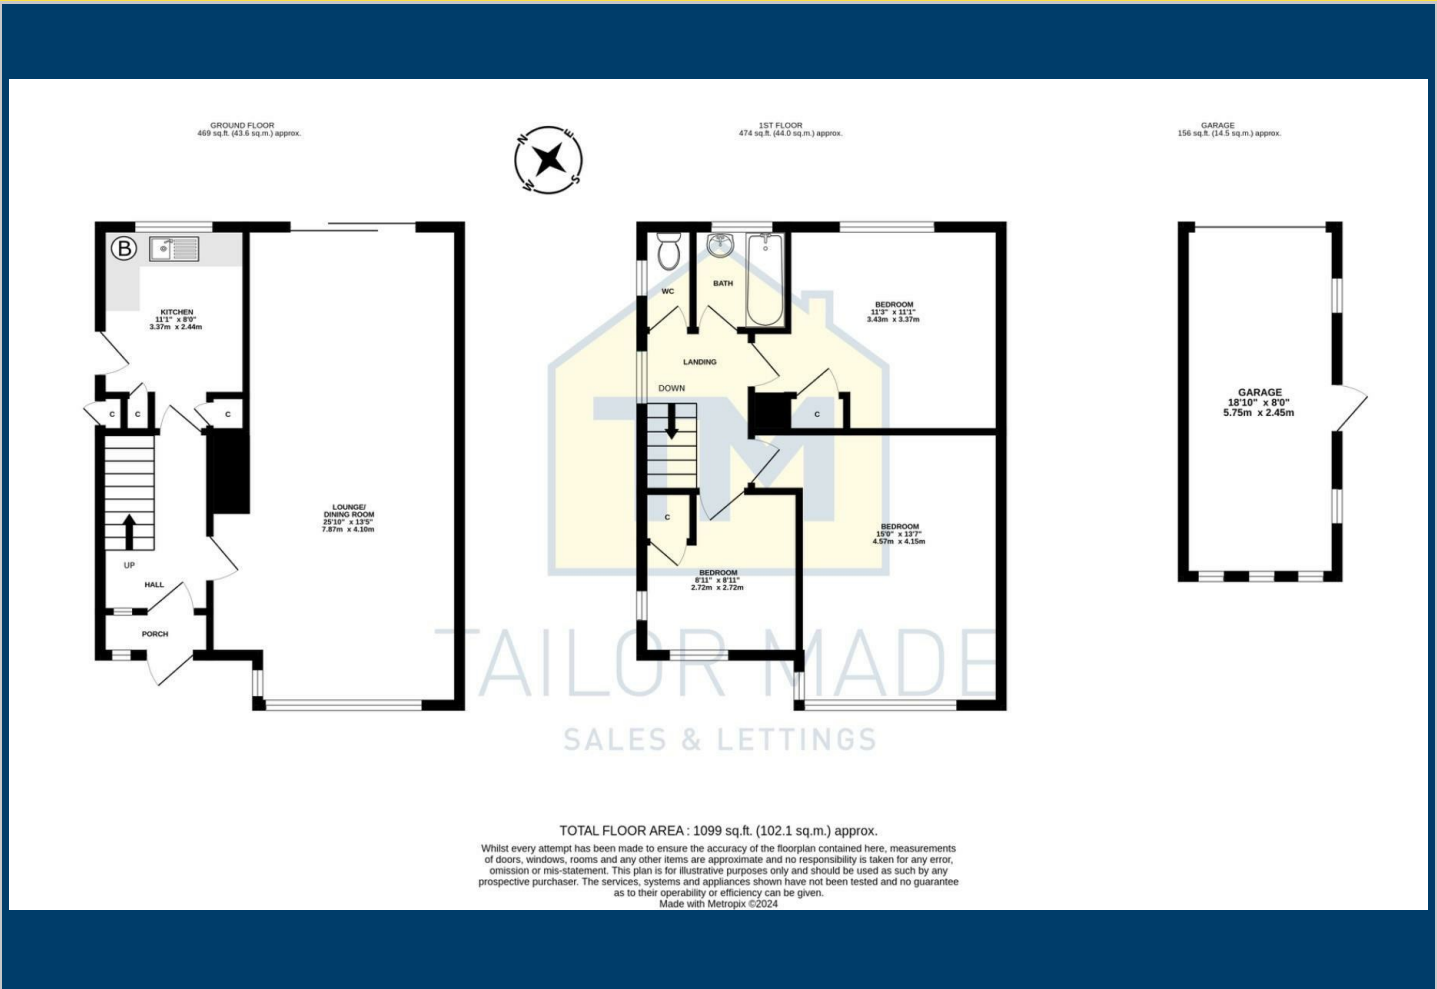 GROUND FLOOR
469 sq.ft. (43.6 sq.m.) approx.
N
E
S
W
1ST FLOOR
474 sq.ft. (44.0 sq.m.) approx.
GARAGE
156 sq.ft. (14.5 sq.m.) approx.
B
KITCHEN
11'1" x 8'0"
3.37m x 2.44m
C
C
C
LOUNGE/
DINING ROOM
25'10" x 13'5"
7.87m x 4.10m
UP
HALL
PORCH
WC
BATH
BEDROOM
11'3" x 11'1"
3.43m x 3.37m
LANDING
DOWN
C
TM
C
BEDROOM
15'0" x 13'7"
4.57m x 4.15m
BEDROOM
8'11" x 8'11"
2.72m x 2.72m
GARAGE
18'10" x 8'0"
5.75m x 2.45m
TAILOR MADE
SALES & LETTINGS
TOTAL FLOOR AREA : 1099 sq.ft. (102.1 sq.m.) approx.
Whilst every attempt has been made to ensure the accuracy of the floorplan contained here, measurements
of doors, windows, rooms and any other items are approximate and no responsibility is taken for any error,
omission or mis-statement. This plan is for illustrative purposes only and should be used as such by any
prospective purchaser. The services, systems and appliances shown have not been tested and no guarantee
as to their operability or efficiency can be given.
Made with Metropix ©2024